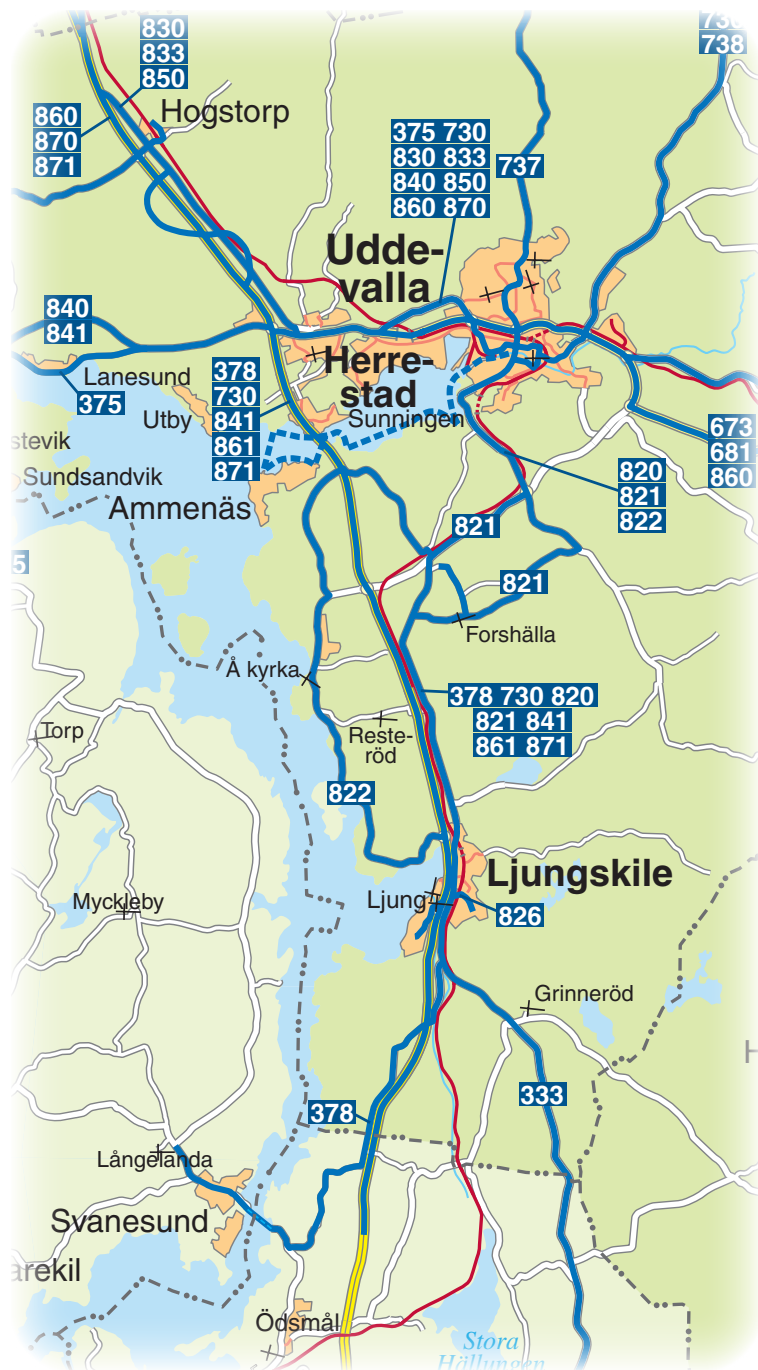 830
833
850
738
Hogstorp
860
870
871
375 730
830 833
840 850
860 870
737
Udde-
valla
840
841
Herre-
stad
378
730
841
861
871
Lanesund
375
Utby
Sunningen
673
681
860
stevik
Sundsandvik
820
821
822
Ammenäs
821
5
821
Forshälla
Å kyrka
378 730 820
821 841
861 871
Torp
Reste-
röd
822
Ljungskile
Myckleby
Ljung
826
Grinneröd
H
333
378
Långelanda
Svanesund
arekil
Ödsmål
Stora
Hällungen